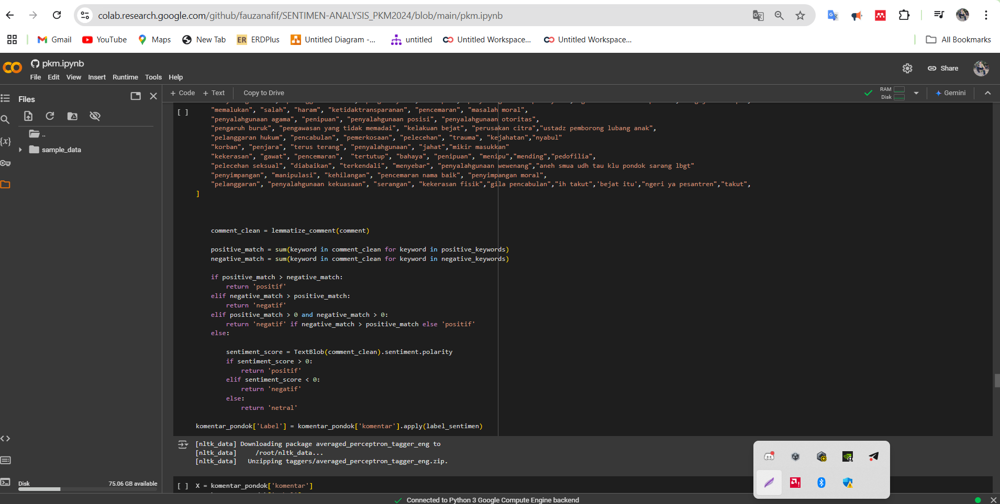 colab.research.google.com/github/fauzanafif/SENTIMEN-ANALYSIS_PKM2024/blob/main/pkm.ipynb
Gmail YouTube Maps New Tab ERDPlus Untitled Diagram -... untitled Untitled Workspace... Untitled Workspace... All Bookmarks
pkm.ipynb
File Edit View Insert Runtime Tools Help
Share
Files
+ Code + Text Copy to Drive
RAM
Disk
Gemini
..
sample_data
[ ]
"memalukan", "salah", "haram", "ketidaktransparanan", "pencemaran", "masalah moral",
"penyalahgunaan agama", "penipuan", "penyalahgunaan posisi", "penyalahgunaan otoritas",
"pengaruh buruk", "pengawasan yang tidak memadai", "kelakuan bejat", "perusakan citra","ustadz pemborong lubang anak",
"pelanggaran hukum", "pencabulan", "pemerkosaan", "pelecehan", "trauma", "kejahatan","nyabul"
"korban", "penjara", "terus terang", "penyalahgunaan", "jahat","mikir masukkan"
"kekerasan", "gawat", "pencemaran",  "tertutup", "bahaya", "penipuan", "menipu","mending","pedofilia",
"pelecehan seksual", "diabaikan", "terkendali", "menyebar", "penyalahgunaan wewenang","aneh smua udh tau klu pondok sarang lbgt"
"penyimpangan", "manipulasi", "kehilangan", "pencemaran nama baik", "penyimpangan moral",
"pelanggaran", "penyalahgunaan kekuasaan", "serangan", "kekerasan fisik","gila pencabulan","ih takut",'bejat itu',"ngeri ya pesantren","takut",
]
comment_clean = lemmatize_comment(comment)
positive_match = sum(keyword in comment_clean for keyword in positive_keywords)
negative_match = sum(keyword in comment_clean for keyword in negative_keywords)
if positive_match > negative_match:
return 'positif'
elif negative_match > positive_match:
return 'negatif'
elif positive_match > 0 and negative_match > 0:
return 'negatif' if negative_match > positive_match else 'positif'
else:
sentiment_score = TextBlob(comment_clean).sentiment.polarity
if sentiment_score > 0:
return 'positif'
elif sentiment_score < 0:
return 'negatif'
else:
return 'netral'
komentar_pondok['Label'] = komentar_pondok['komentar'].apply(label_sentimen)
[nltk_data] Downloading package averaged_perceptron_tagger_eng to
[nltk_data]     /root/nltk_data...
[nltk_data]   Unzipping taggers/averaged_perceptron_tagger_eng.zip.
[ ] X = komentar_pondok['komentar']
Disk 75.06 GB available
Connected to Python 3 Google Compute Engine backend